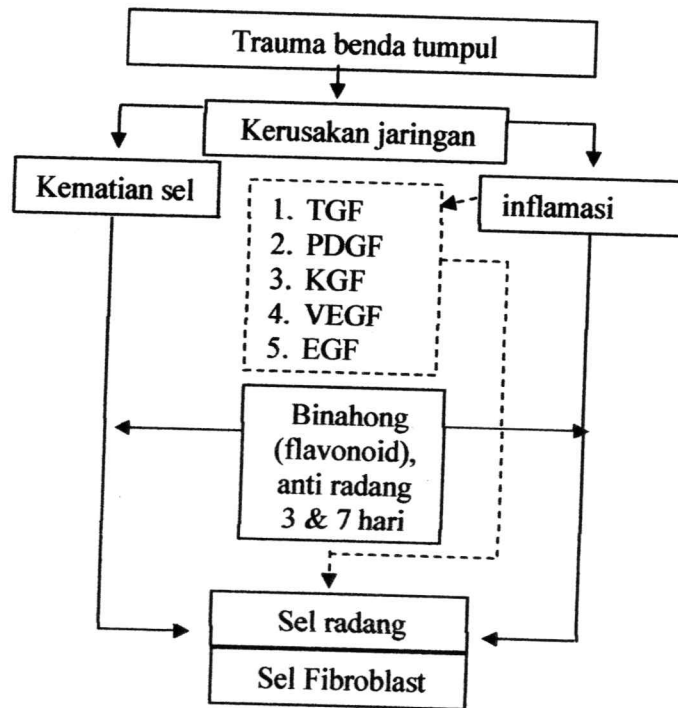 Trauma benda tumpul
Kerusakan jaringan
Kematian sel
1. TGF
2. PDGF
3. KGF
4. VEGF
5. EGF
inflamasi
Binahong
(flavonoid),
anti radang
3 & 7 hari
Sel radang
Sel Fibroblast